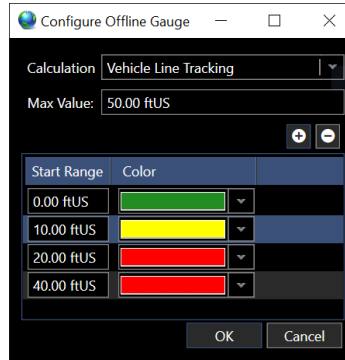 Configure Offline Gauge
Calculation Vehicle Line Tracking
Max Value: 50.00 ftUS
Start Range Color
0.00 ftUS
10.00 ftUS
20.00 ftUS
40.00 ftUS
OK Cancel